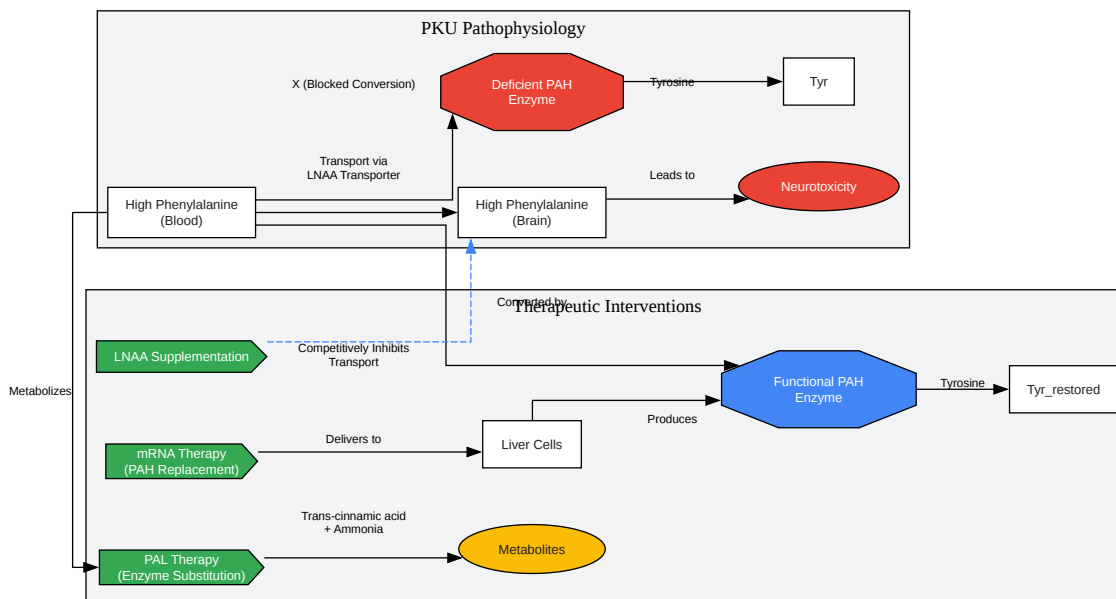 PKU Pathophysiology
X (Blocked Conversion)
Deficient PAH
Enzyme
Tyrosine
Tyr
Transport via
LNAA Transporter
High Phenylalanine
(Blood)
High Phenylalanine
(Brain)
Leads to
Neurotoxicity
Converted by
Therapeutic Interventions
LNAA Supplementation
Competitively Inhibits
Transport
Metabolizes
Functional PAH
Enzyme
Tyrosine
Tyr_restored
Produces
mRNA Therapy
(PAH Replacement)
Delivers to
Liver Cells
Trans-cinnamic acid
+ Ammonia
PAL Therapy
(Enzyme Substitution)
Metabolites